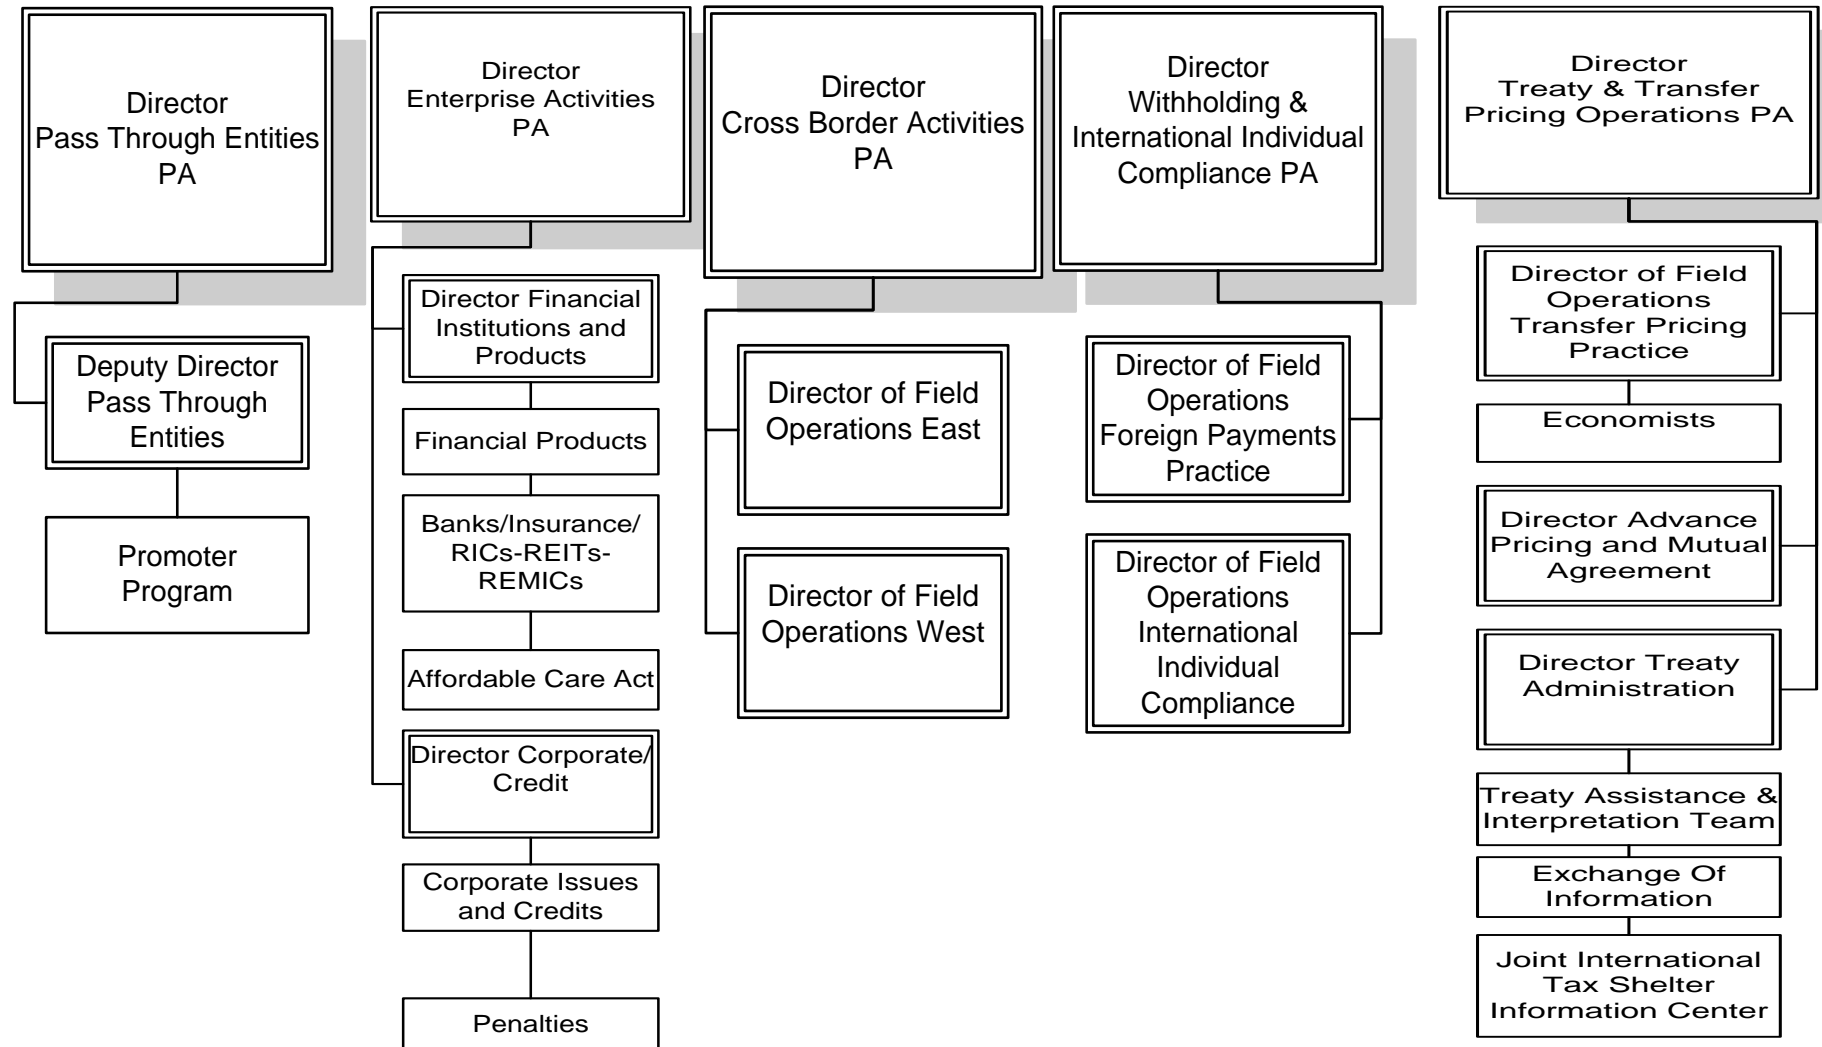 Director
Pass Through Entities
PA
Deputy Director
Pass Through
Entities
Promoter
Program
Director
Enterprise Activities
PA
Director Financial
Institutions and
Products
Financial Products
Banks/Insurance/
RICs-REITs-
REMICs
Affordable Care Act
Director Corporate/
Credit
Corporate Issues
and Credits
Penalties
Director
Cross Border Activities
PA
Director of Field
Operations East
Director of Field
Operations West
Director
Withholding &
International Individual
Compliance PA
Director of Field
Operations
Foreign Payments
Practice
Director of Field
Operations
International
Individual
Compliance
Director
Treaty & Transfer
Pricing Operations PA
Director of Field
Operations
Transfer Pricing
Practice
Economists
Director Advance
Pricing and Mutual
Agreement
Director Treaty
Administration
Treaty Assistance &
Interpretation Team
Exchange Of
Information
Joint International
Tax Shelter
Information Center